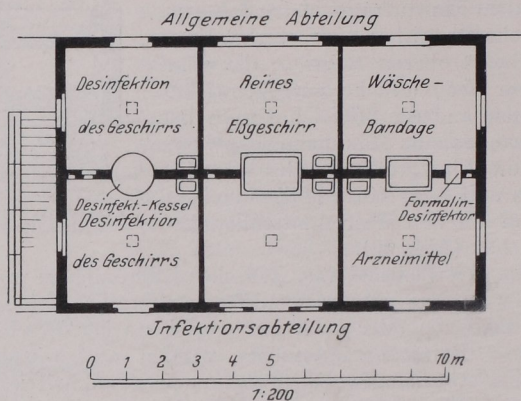 Allgemeine Abteilung
Desinfektion
des Geschirrs
Reines
Eßgeschirr
Wäsche-
Bandage
Desinfekt.-Kessel
Formalin-
Desinfektor
Desinfektion
des Geschirrs
Arzneimittel
Infektionsabteilung
0 1 2 3 4 5 10 m
1:200